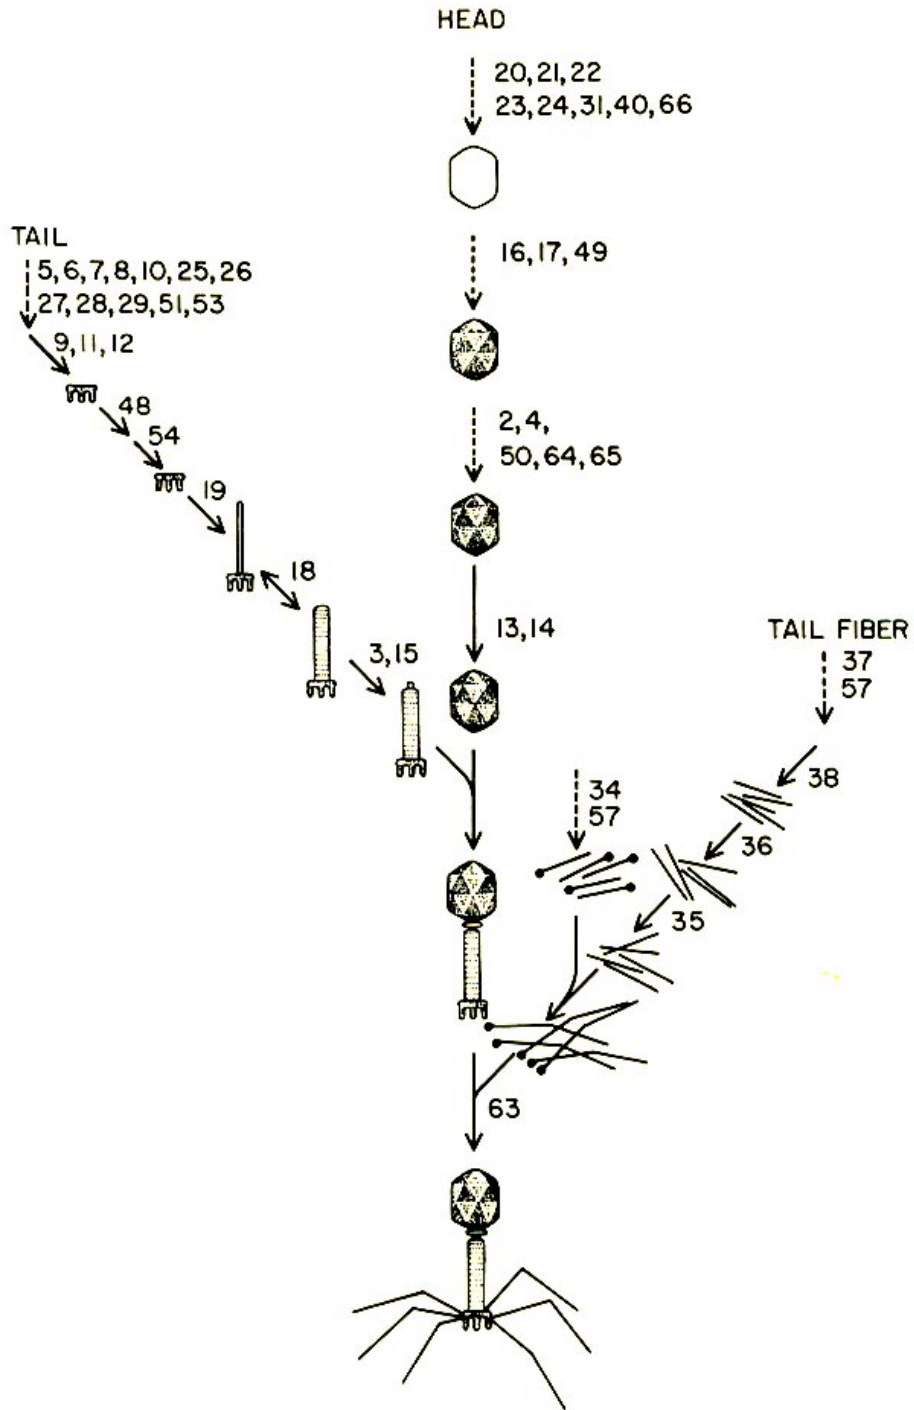 HEAD
20, 21, 22
23, 24, 31, 40, 66
16, 17, 49
TAIL
5, 6, 7, 8, 10, 25, 26
27, 28, 29, 51, 53
9, 11, 12
48
54
19
18
3, 15
2, 4,
50, 64, 65
13, 14
TAIL FIBER
37
57
38
36
35
34
57
63